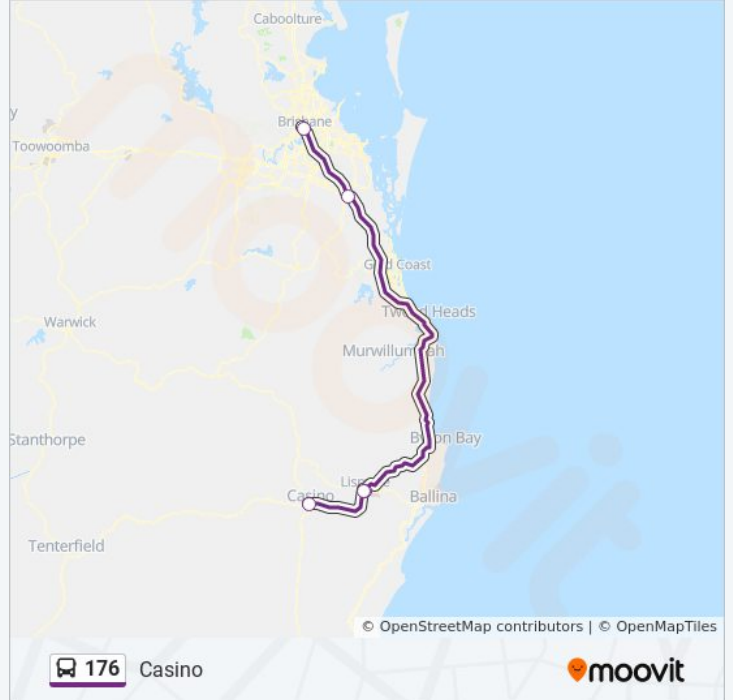 Caboolture
Brisbane
y
Toowoomba
Gold Coast
Warwick
Tweed Heads
Murwillumbah
Stanthorpe
Byron Bay
Lismore
Casino
Ballina
Tenterfield
© OpenStreetMap contributors | © OpenMapTiles
176 Casino
moovit